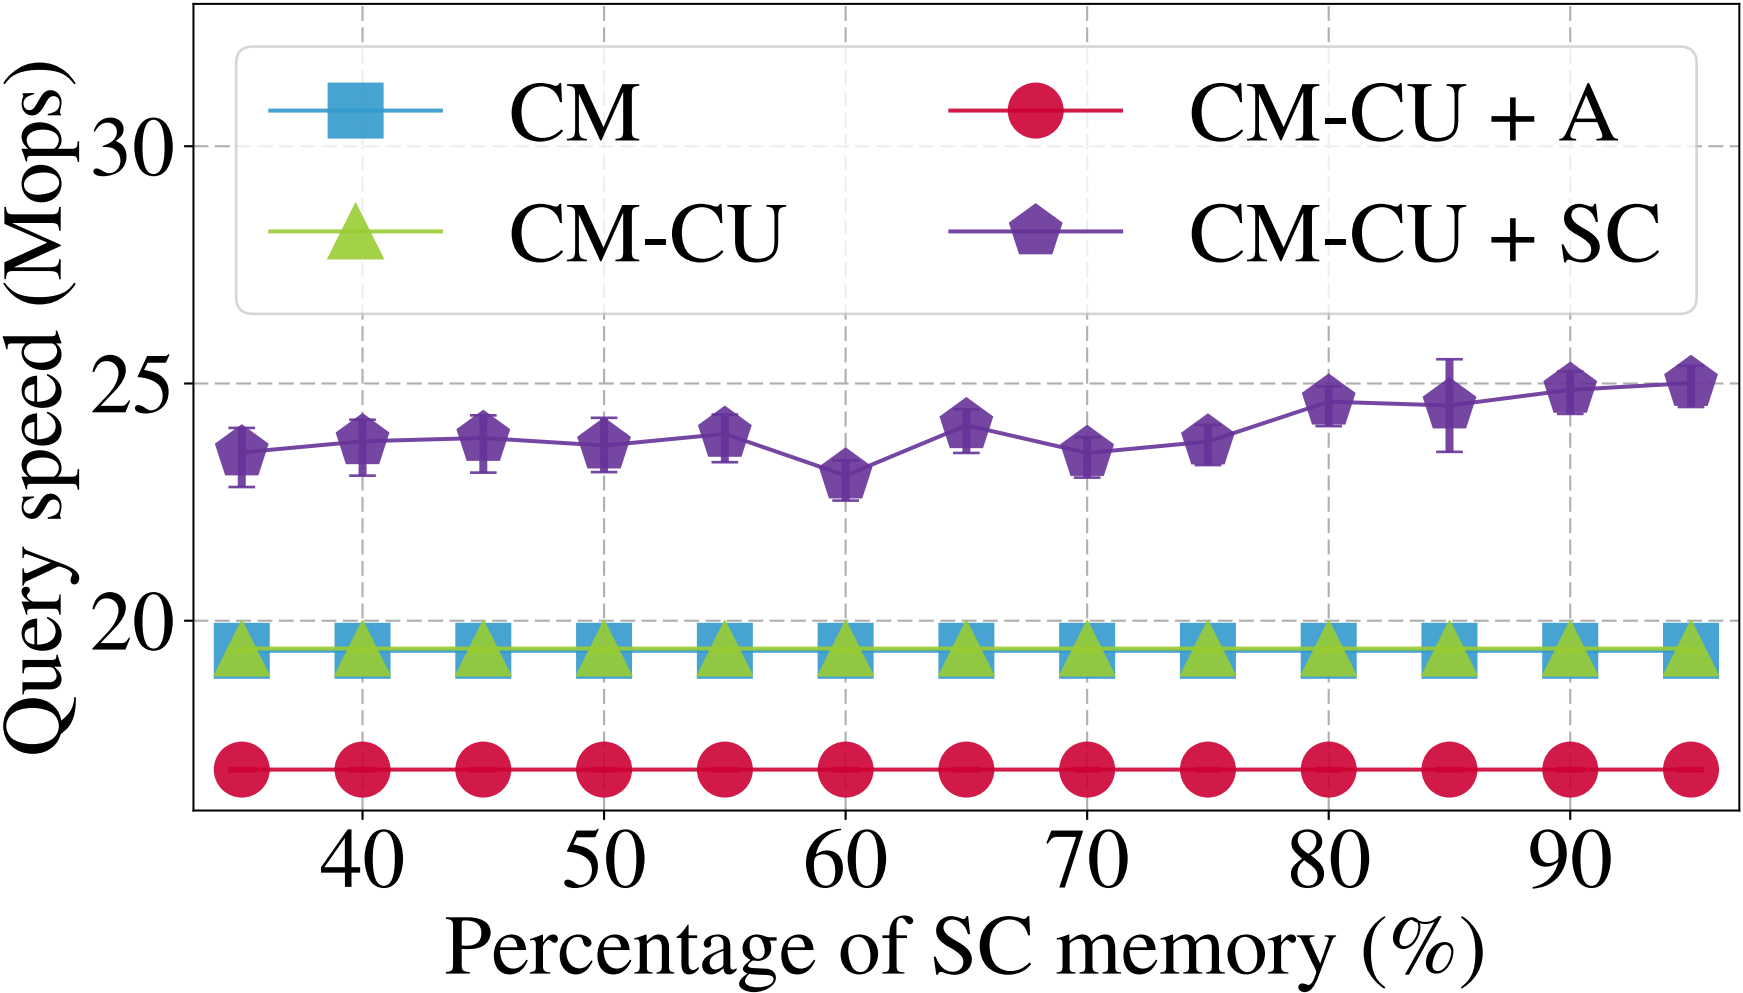 Query speed (Mops)
30
25
20
CM
CM-CU
CM-CU + A
CM-CU + SC
40 50 60 70 80 90
Percentage of SC memory (%)